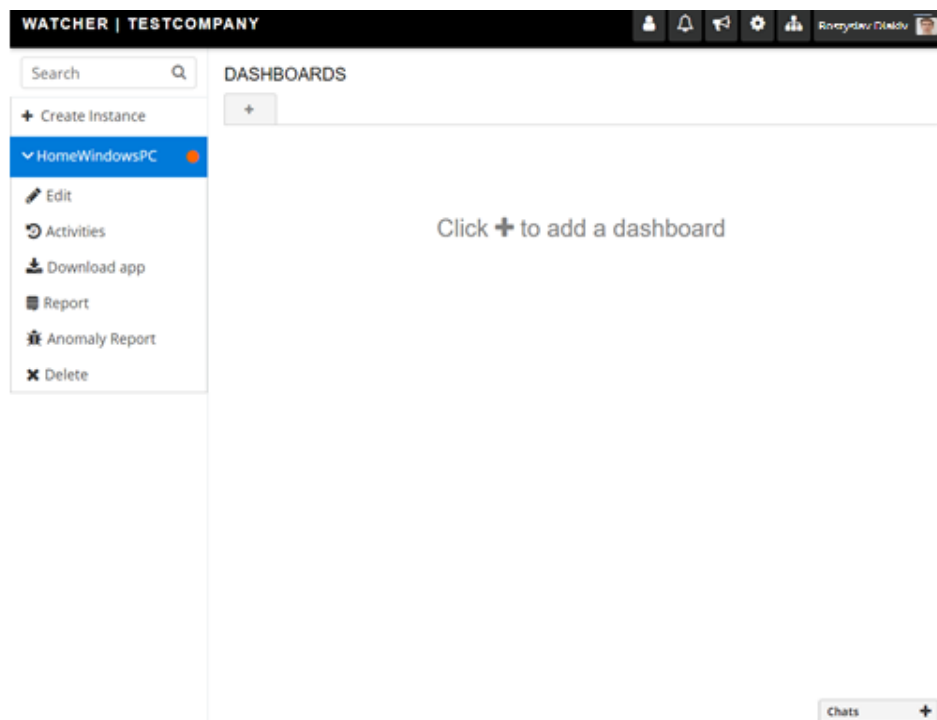 WATCHER | TESTCOMPANY
Search
DASHBOARDS
+
+ Create Instance
HomeWindowsPC
Edit
Click + to add a dashboard
Activities
Download app
Report
Anomaly Report
Delete
Chats +